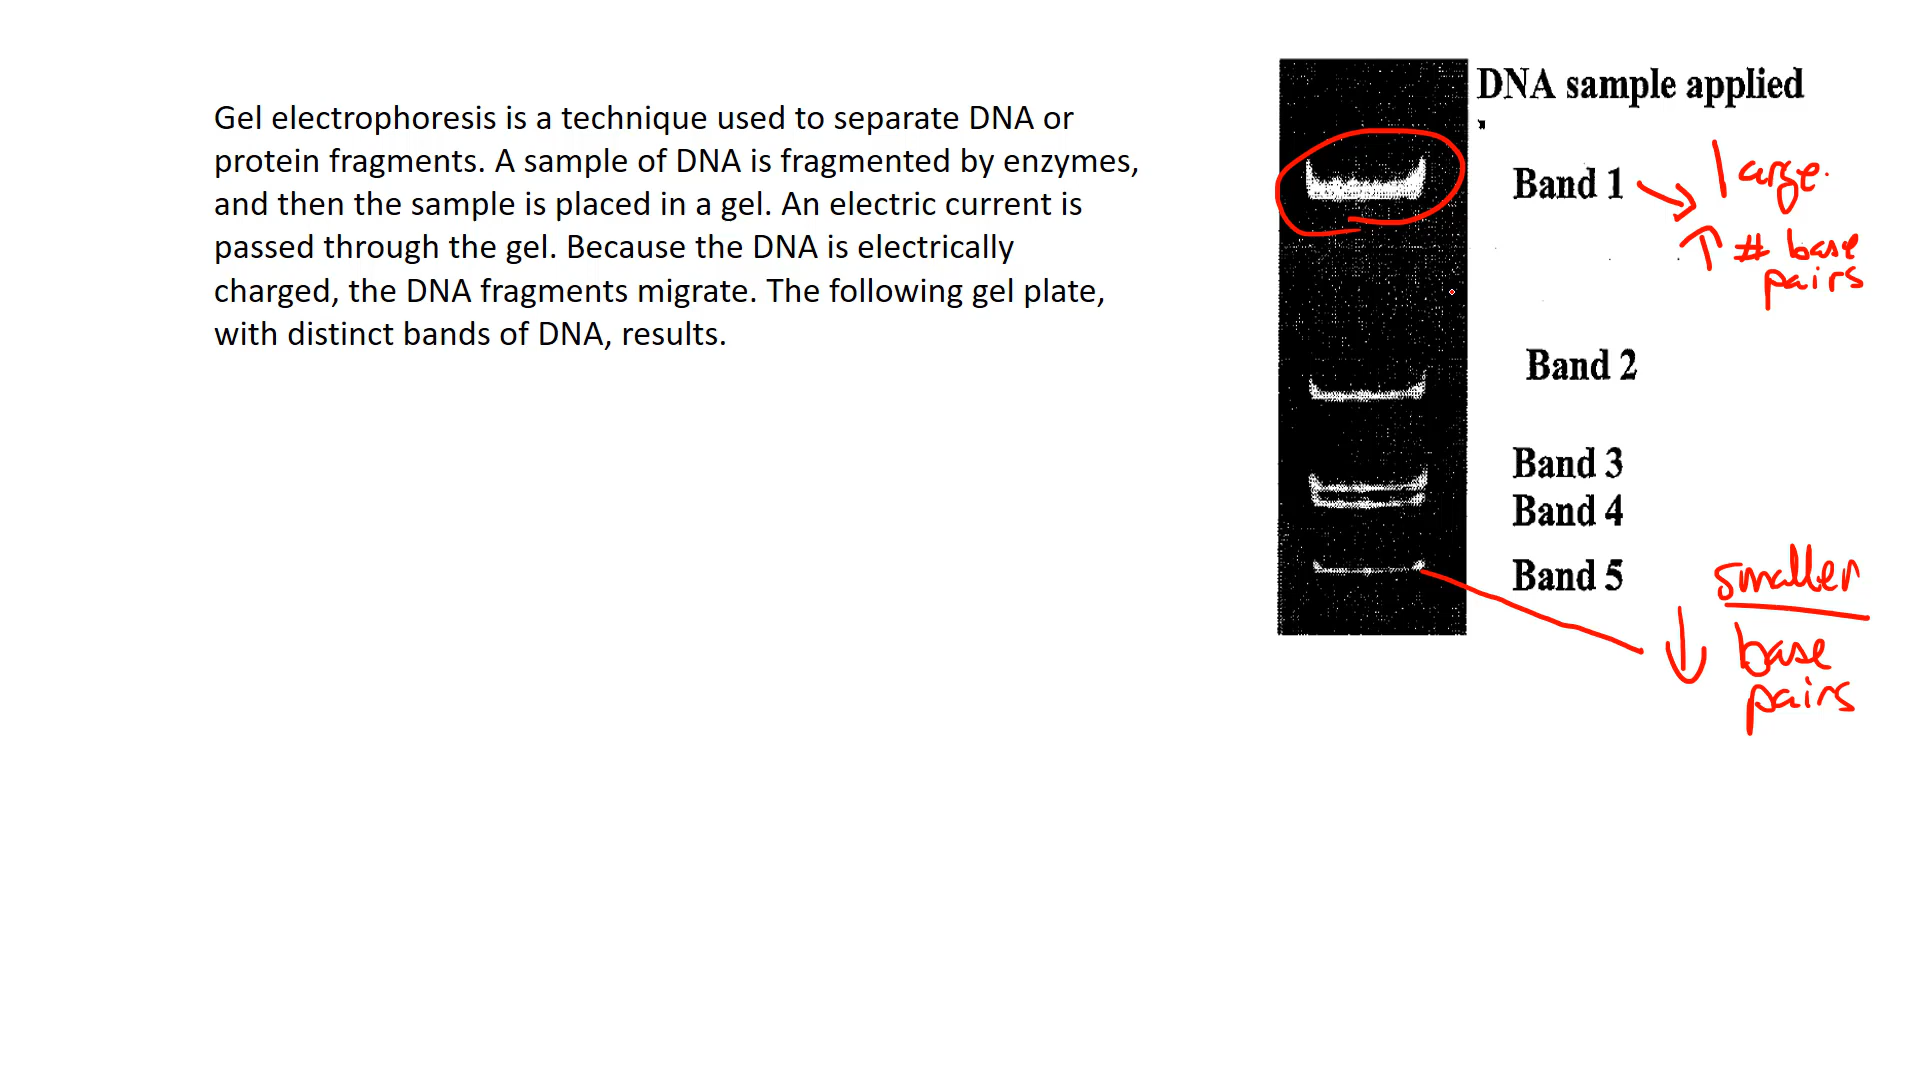 Gel electrophoresis is a technique used to separate DNA or
protein fragments. A sample of DNA is fragmented by enzymes,
and then the sample is placed in a gel. An electric current is
passed through the gel. Because the DNA is electrically
charged, the DNA fragments migrate. The following gel plate,
with distinct bands of DNA, results.
DNA sample applied
Band 1
large.
↑ # base
pairs
Band 2
Band 3
Band 4
Band 5
smaller
↓ base
pairs